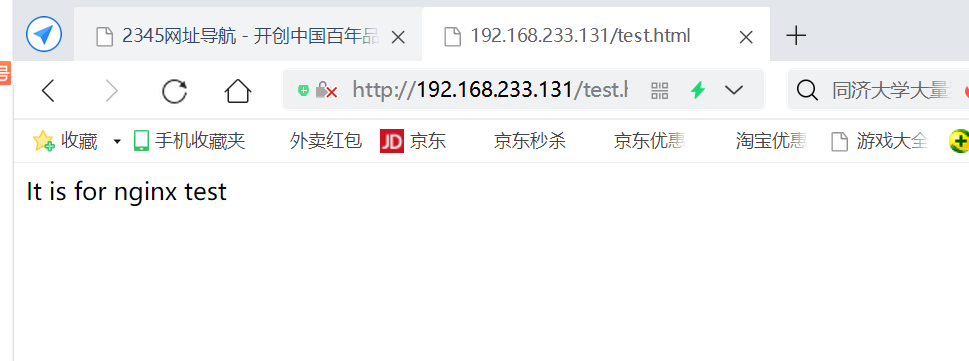 2345网址导航 - 开创中国百年品
192.168.233.131/test.html
号
http://192.168.233.131/test.h
同济大学大量
收藏 手机收藏夹 外卖红包 JD 京东 京东秒杀 京东优惠 淘宝优惠 游戏大全
It is for nginx test